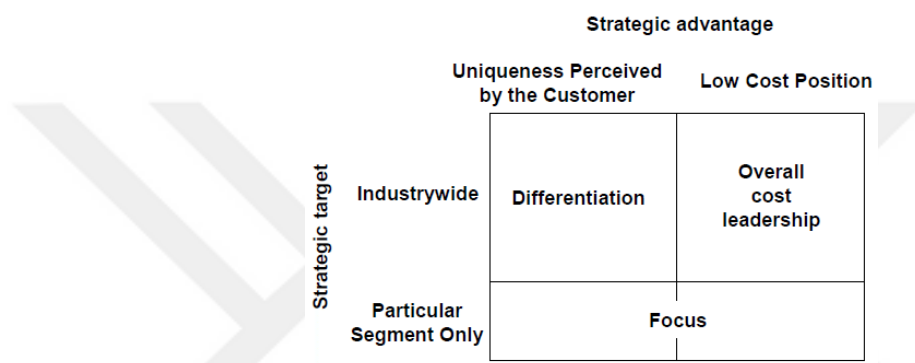 Strategic advantage
Uniqueness Perceived
by the Customer
Low Cost Position
Strategic target
Industrywide
Differentiation
Overall
cost
leadership
Particular
Segment Only
Focus